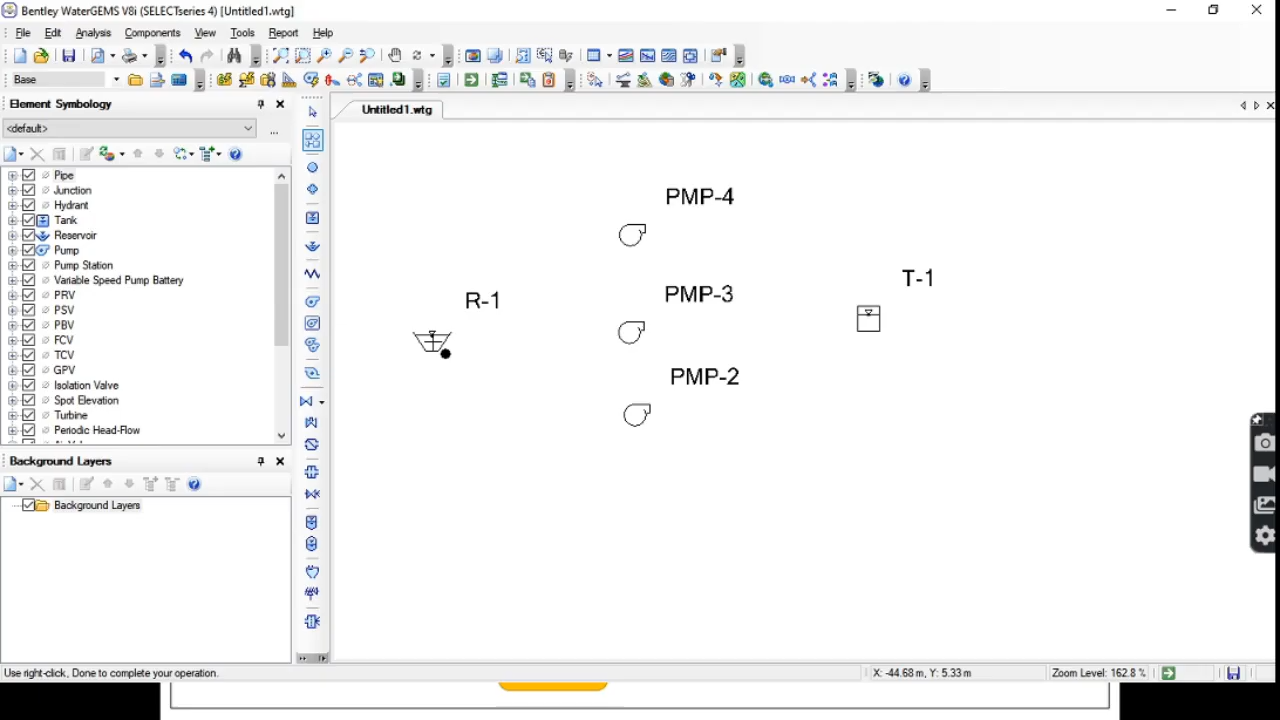 Bentley WaterGEMS V8i (SELECTseries 4) [Untitled1.wtg]
File Edit Analysis Components View Tools Report Help
Base
Element Symbology
<default>
...
Pipe
Junction
Hydrant
Tank
Reservoir
Pump
Pump Station
Variable Speed Pump Battery
PRV
PSV
PBV
FCV
TCV
GPV
Isolation Valve
Spot Elevation
Turbine
Periodic Head-Flow
Background Layers
Background Layers
Untitled1.wtg
PMP-4
T-1
PMP-3
R-1
PMP-2
Use right-click, Done to complete your operation.
X: -44.68 m, Y: 5.33 m
Zoom Level: 162.8 %